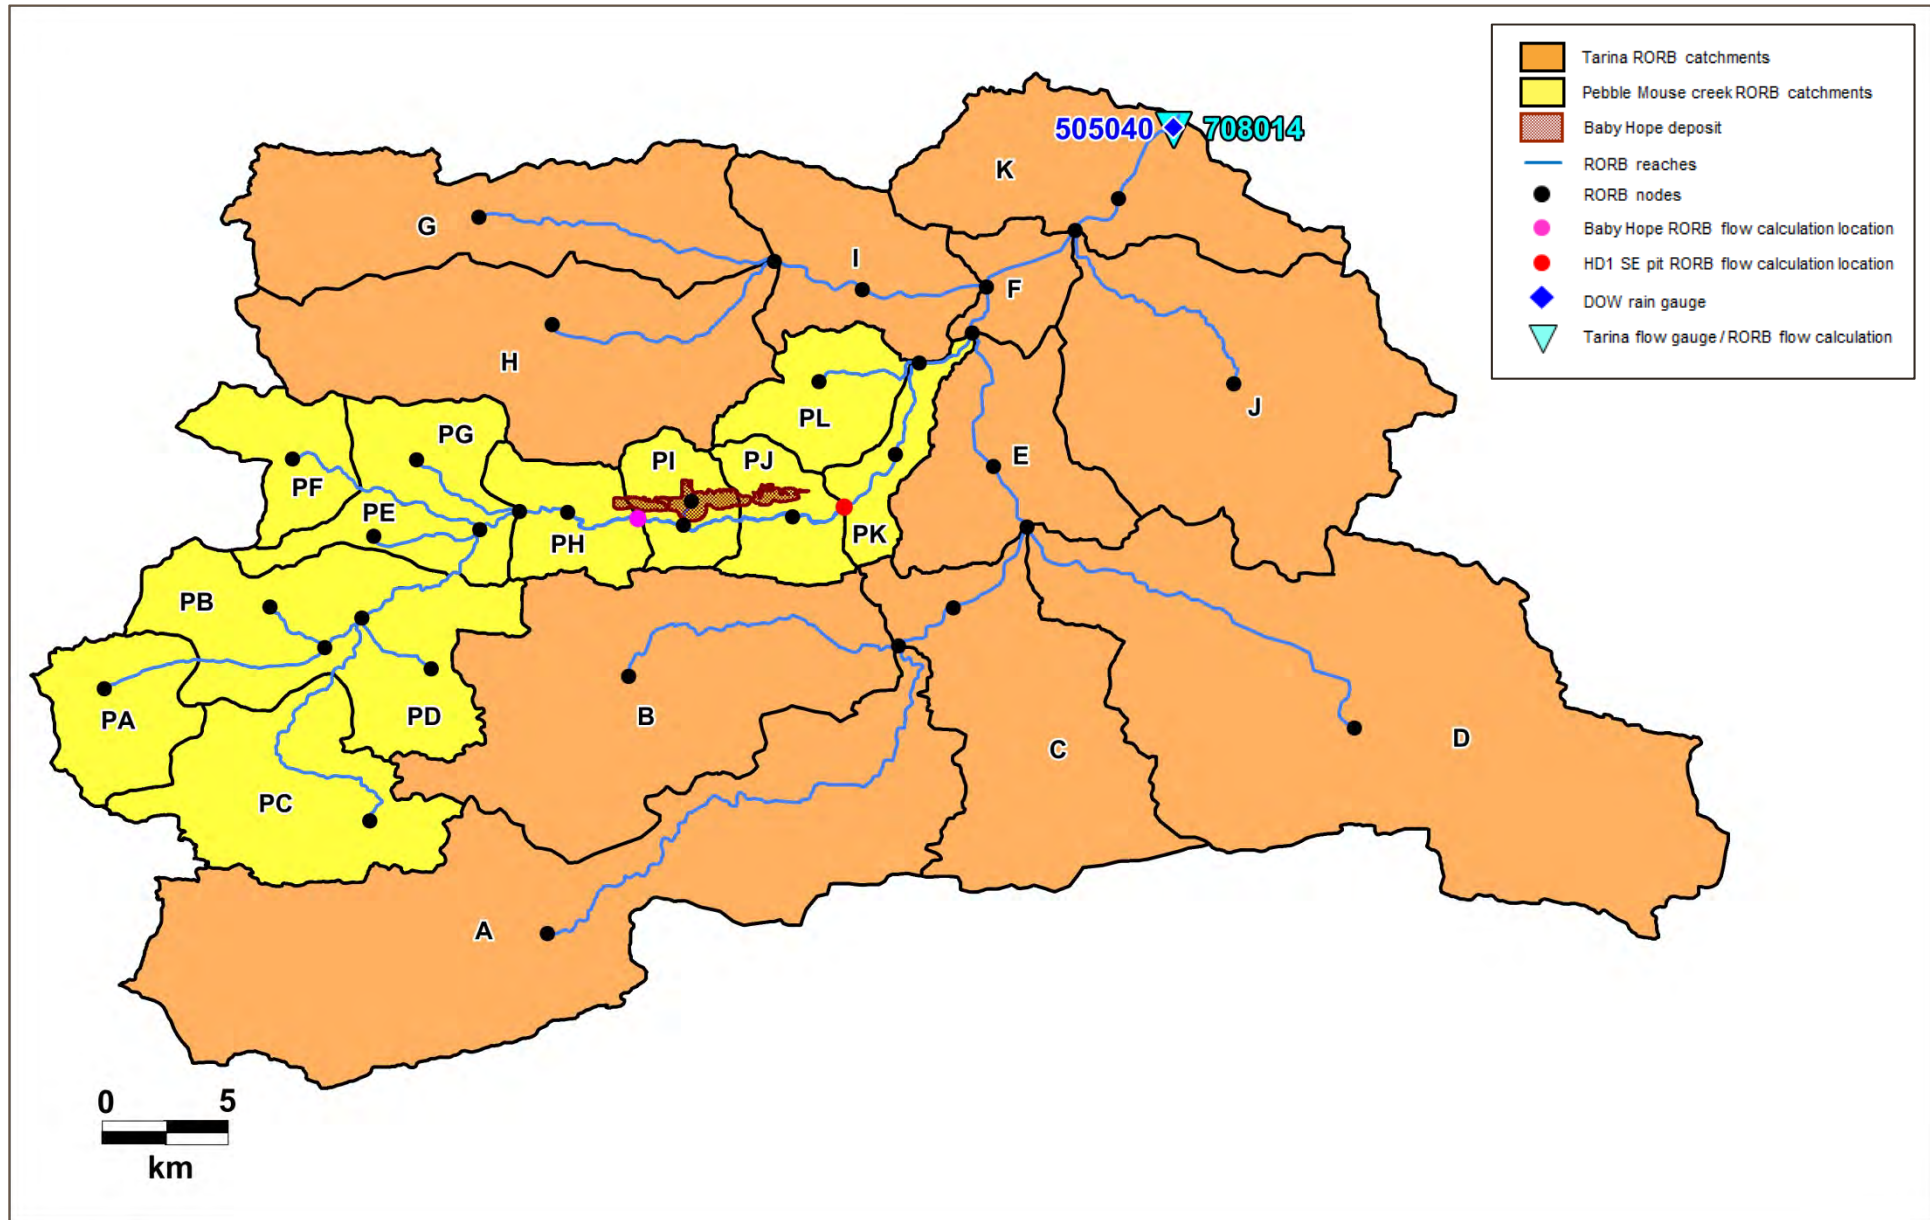 Tarina RORB catchments
Pebble Mouse creek RORB catchments
Baby Hope deposit
RORB reaches
RORB nodes
Baby Hope RORB flow calculation location
HD1 SE pit RORB flow calculation location
DOW rain gauge
Tarina flow gauge / RORB flow calculation
505040 708014
K
G
I
F
H
J
PL
PG
PI
PJ
E
PF
PE
PH
PK
PB
PA
PD
B
C
D
PC
A
0 5
km